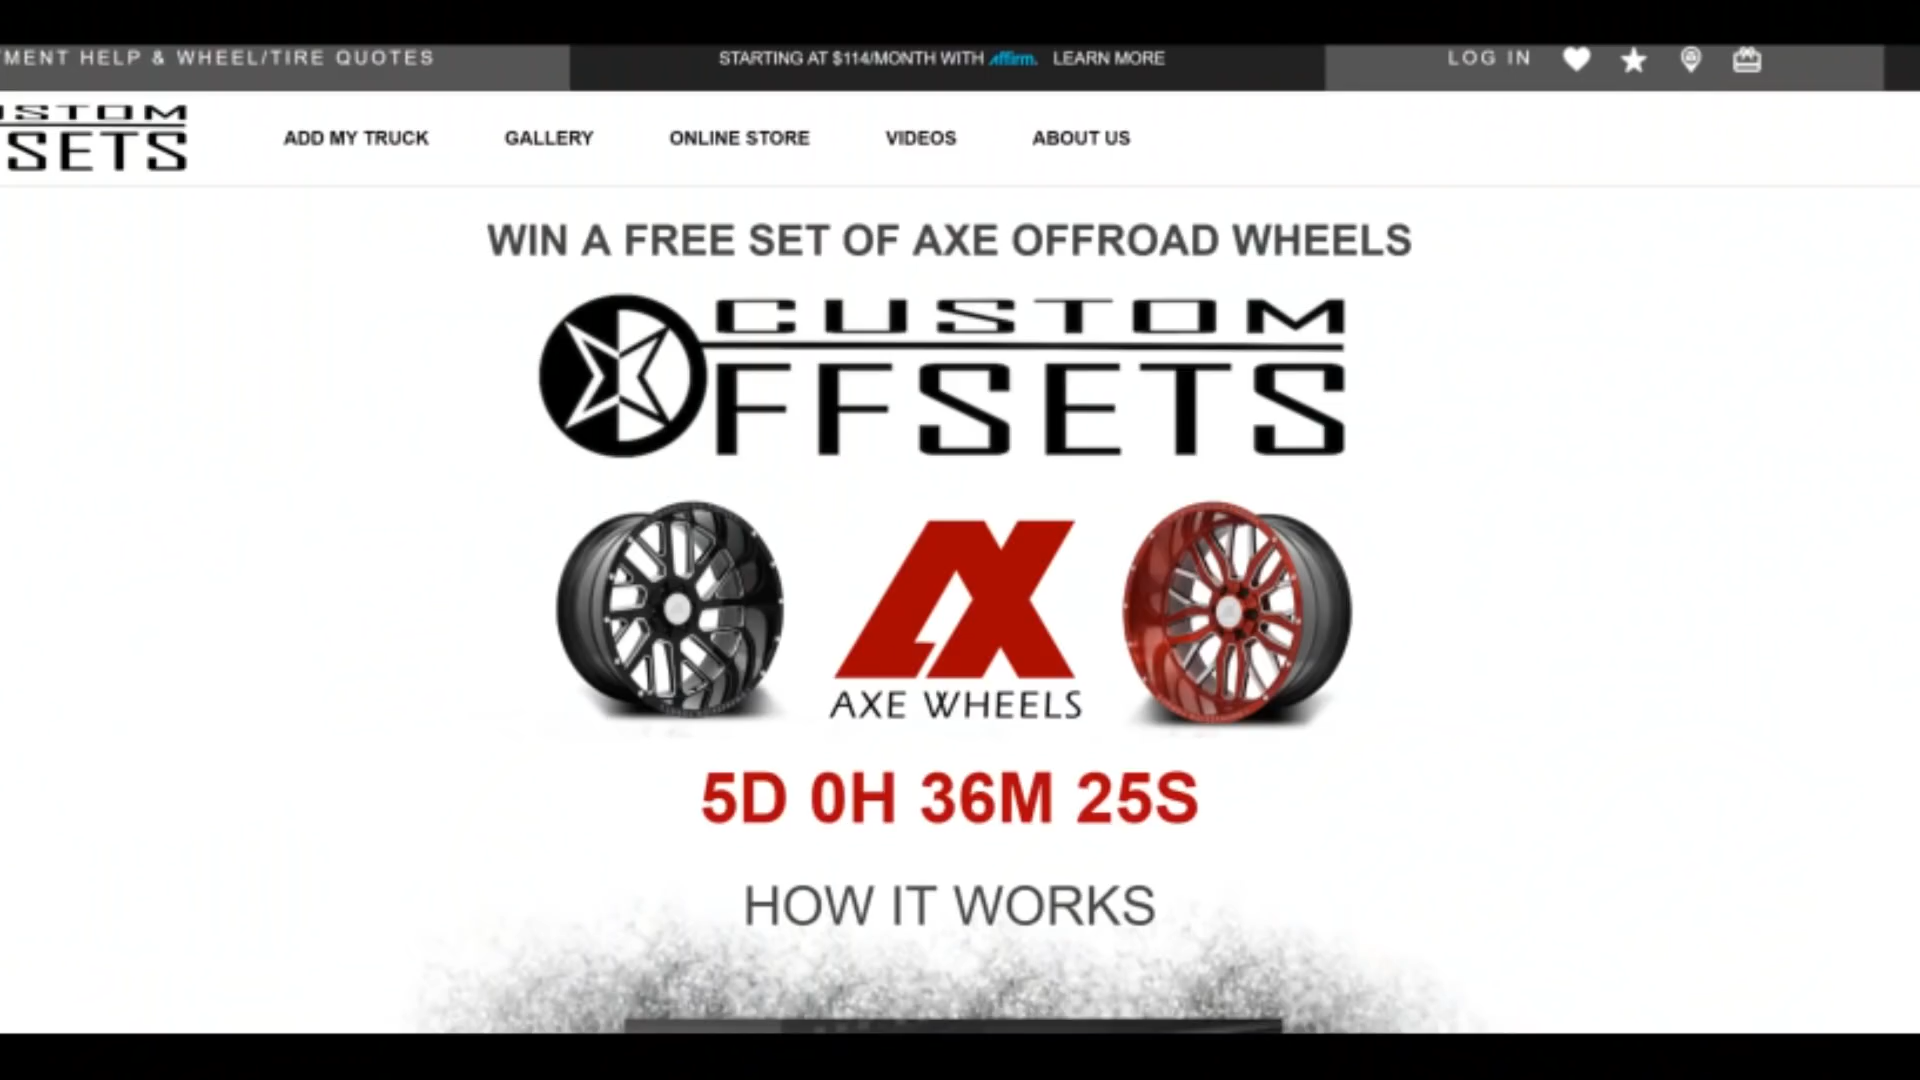 MENT HELP & WHEEL/TIRE QUOTES
STARTING AT $114/MONTH WITH affirm. LEARN MORE
LOG IN
STOM
SETS
ADD MY TRUCK
GALLERY
ONLINE STORE
VIDEOS
ABOUT US
WIN A FREE SET OF AXE OFFROAD WHEELS
CUSTOM
OFFSETS
AX
AXE WHEELS
5D 0H 36M 25S
HOW IT WORKS